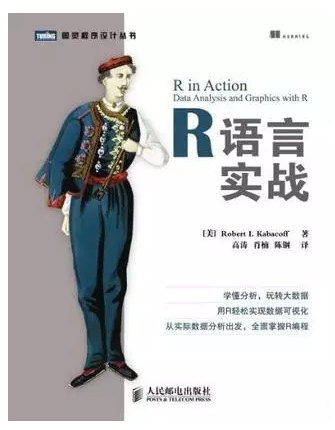 TURING 图灵程序设计丛书
MANNING
R in Action
Data Analysis and Graphics with R
R语言
实战
[美] Robert I. Kabacoff 著
高涛 肖楠 陈钢 译
学懂分析，玩转大数据
用R轻松实现数据可视化
从实际数据分析出发，全面掌握R编程
人民邮电出版社
POSTS & TELECOM PRESS